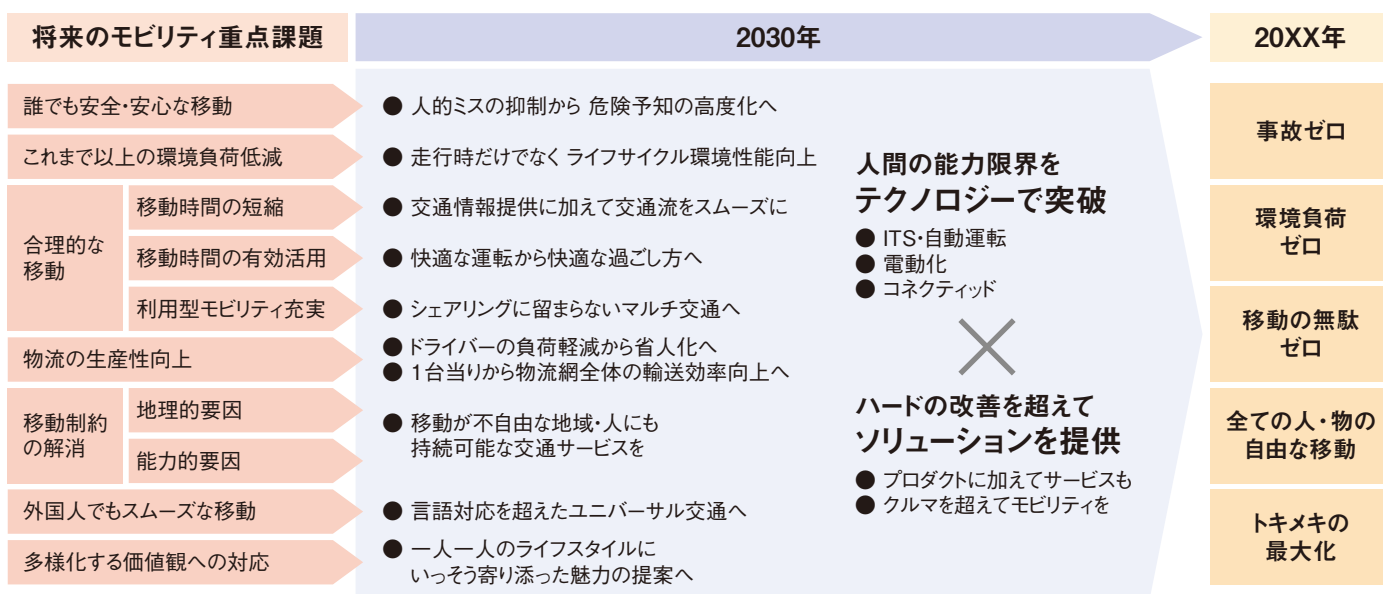 将来のモビリティ重点課題
2030年
20XX年
誰でも安全・安心な移動
● 人的ミスの抑制から 危険予知の高度化へ
これまで以上の環境負荷低減
● 走行時だけでなく ライフサイクル環境性能向上
合理的な
移動
移動時間の短縮
● 交通情報提供に加えて交通流をスムーズに
移動時間の有効活用
● 快適な運転から快適な過ごし方へ
利用型モビリティ充実
● シェアリングに留まらないマルチ交通へ
物流の生産性向上
● ドライバーの負荷軽減から省人化へ
● 1台当りから物流網全体の輸送効率向上へ
移動制約
の解消
地理的要因
能力的要因
● 移動が不自由な地域・人にも
持続可能な交通サービスを
外国人でもスムーズな移動
● 言語対応を超えたユニバーサル交通へ
多様化する価値観への対応
● 一人一人のライフスタイルに
いっそう寄り添った魅力の提案へ
人間の能力限界を
テクノロジーで突破
● ITS・自動運転
● 電動化
● コネクティッド
×
ハードの改善を超えて
ソリューションを提供
● プロダクトに加えてサービスも
● クルマを超えてモビリティを
事故ゼロ
環境負荷
ゼロ
移動の無駄
ゼロ
全ての人・物の
自由な移動
トキメキの
最大化